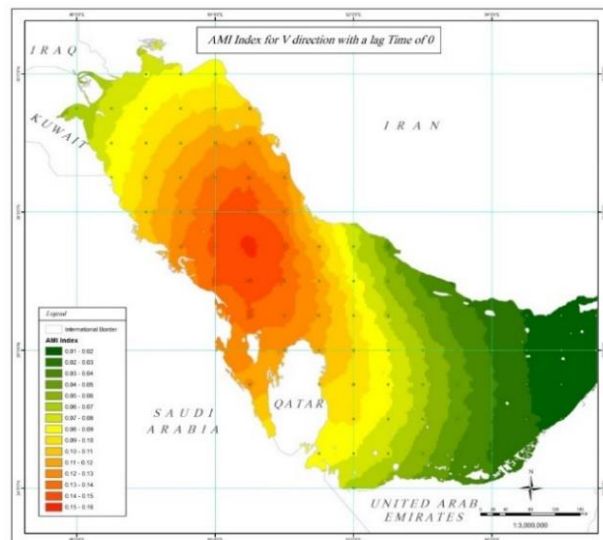 AMI Index for V direction with a lag Time of 0
IRAQ
KUWAIT
IRAN
Legend
International Border
AMI Index
0.01 - 0.02
0.02 - 0.03
0.03 - 0.04
0.04 - 0.05
0.05 - 0.06
0.06 - 0.07
0.07 - 0.08
0.08 - 0.09
0.09 - 0.10
0.10 - 0.11
0.11 - 0.12
0.12 - 0.13
0.13 - 0.14
0.14 - 0.15
0.15 - 0.16
QATAR
SAUDI
ARABIA
UNITED ARAB
EMIRATES
N
1:3,000,000